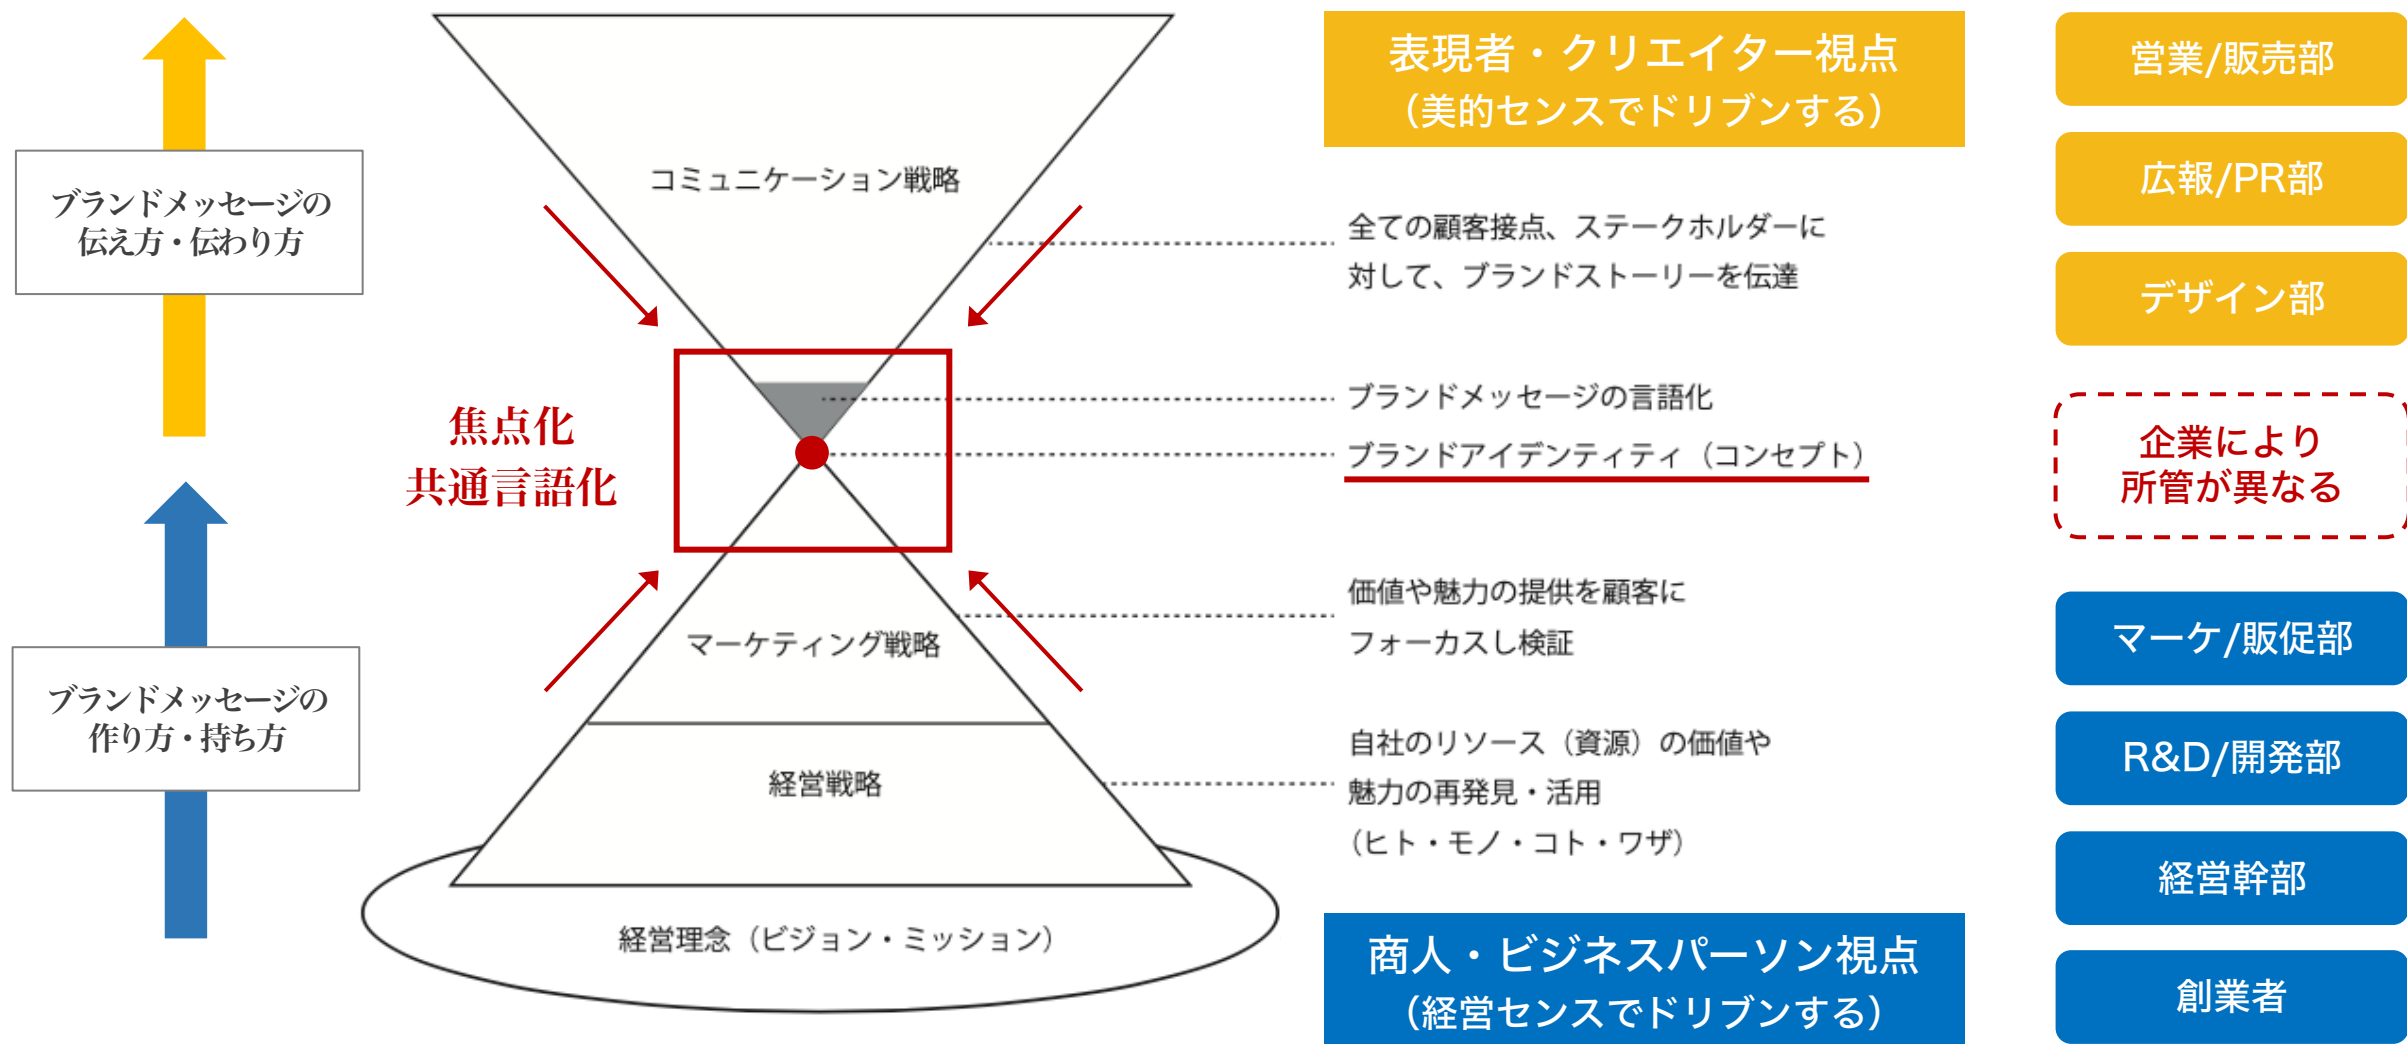 ブランドメッセージの
伝え方・伝わり方
ブランドメッセージの
作り方・持ち方
コミュニケーション戦略
焦点化
共通言語化
マーケティング戦略
経営戦略
経営理念（ビジョン・ミッション）
表現者・クリエイター視点
（美的センスでドリブンする）
全ての顧客接点、ステークホルダーに
対して、ブランドストーリーを伝達
ブランドメッセージの言語化
ブランドアイデンティティ（コンセプト）
価値や魅力の提供を顧客に
フォーカスし検証
自社のリソース（資源）の価値や
魅力の再発見・活用
（ヒト・モノ・コト・ワザ）
商人・ビジネスパーソン視点
（経営センスでドリブンする）
営業/販売部
広報/PR部
デザイン部
企業により
所管が異なる
マーケ/販促部
R&D/開発部
経営幹部
創業者